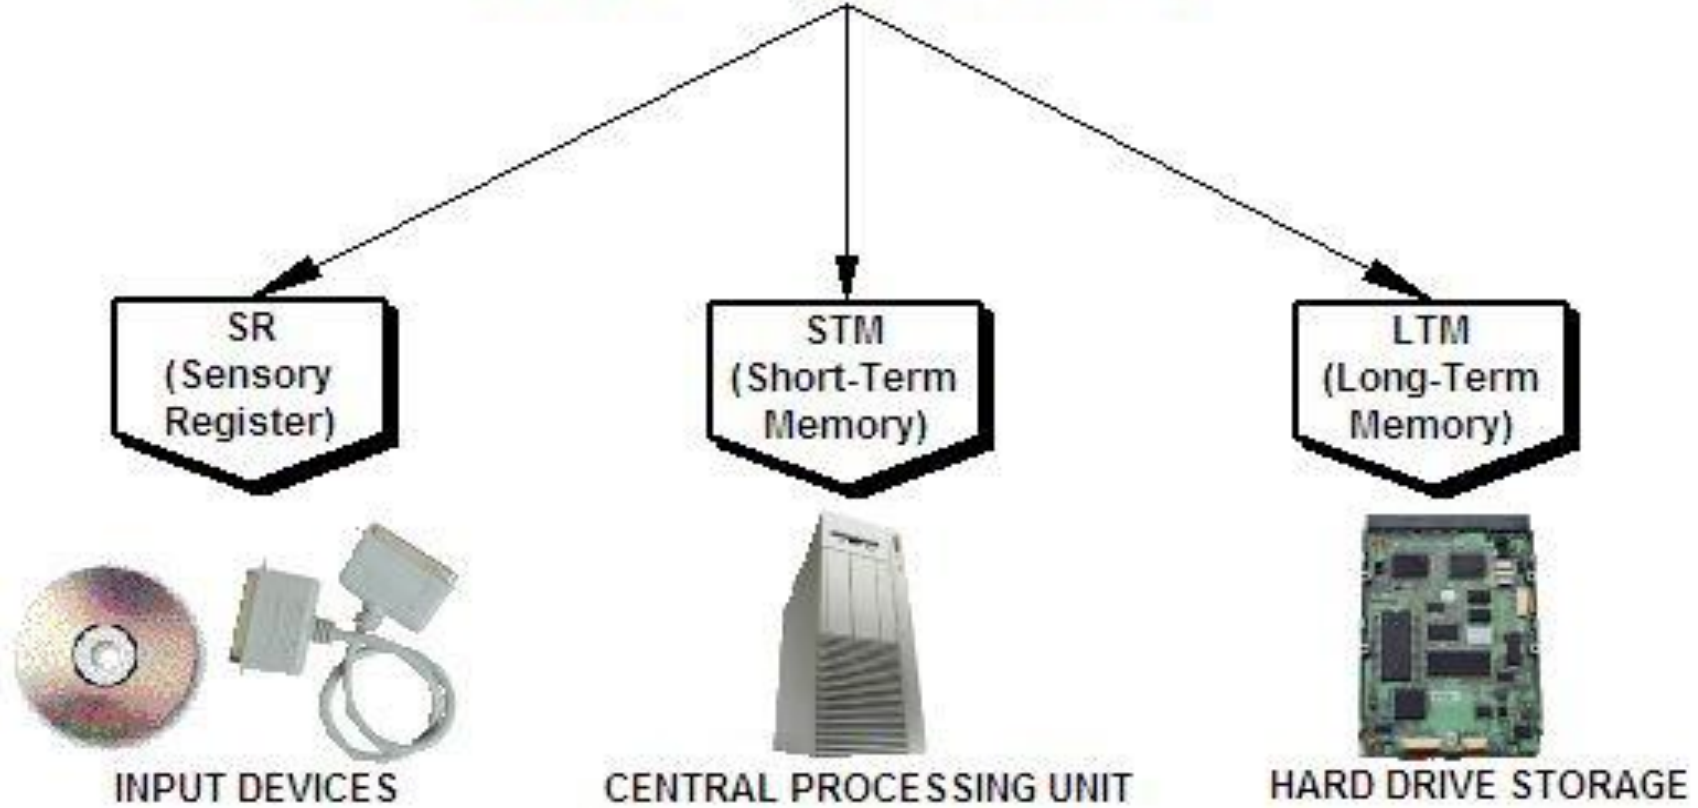 SR
(Sensory
Register)
STM
(Short-Term
Memory)
LTM
(Long-Term
Memory)
INPUT DEVICES
CENTRAL PROCESSING UNIT
HARD DRIVE STORAGE